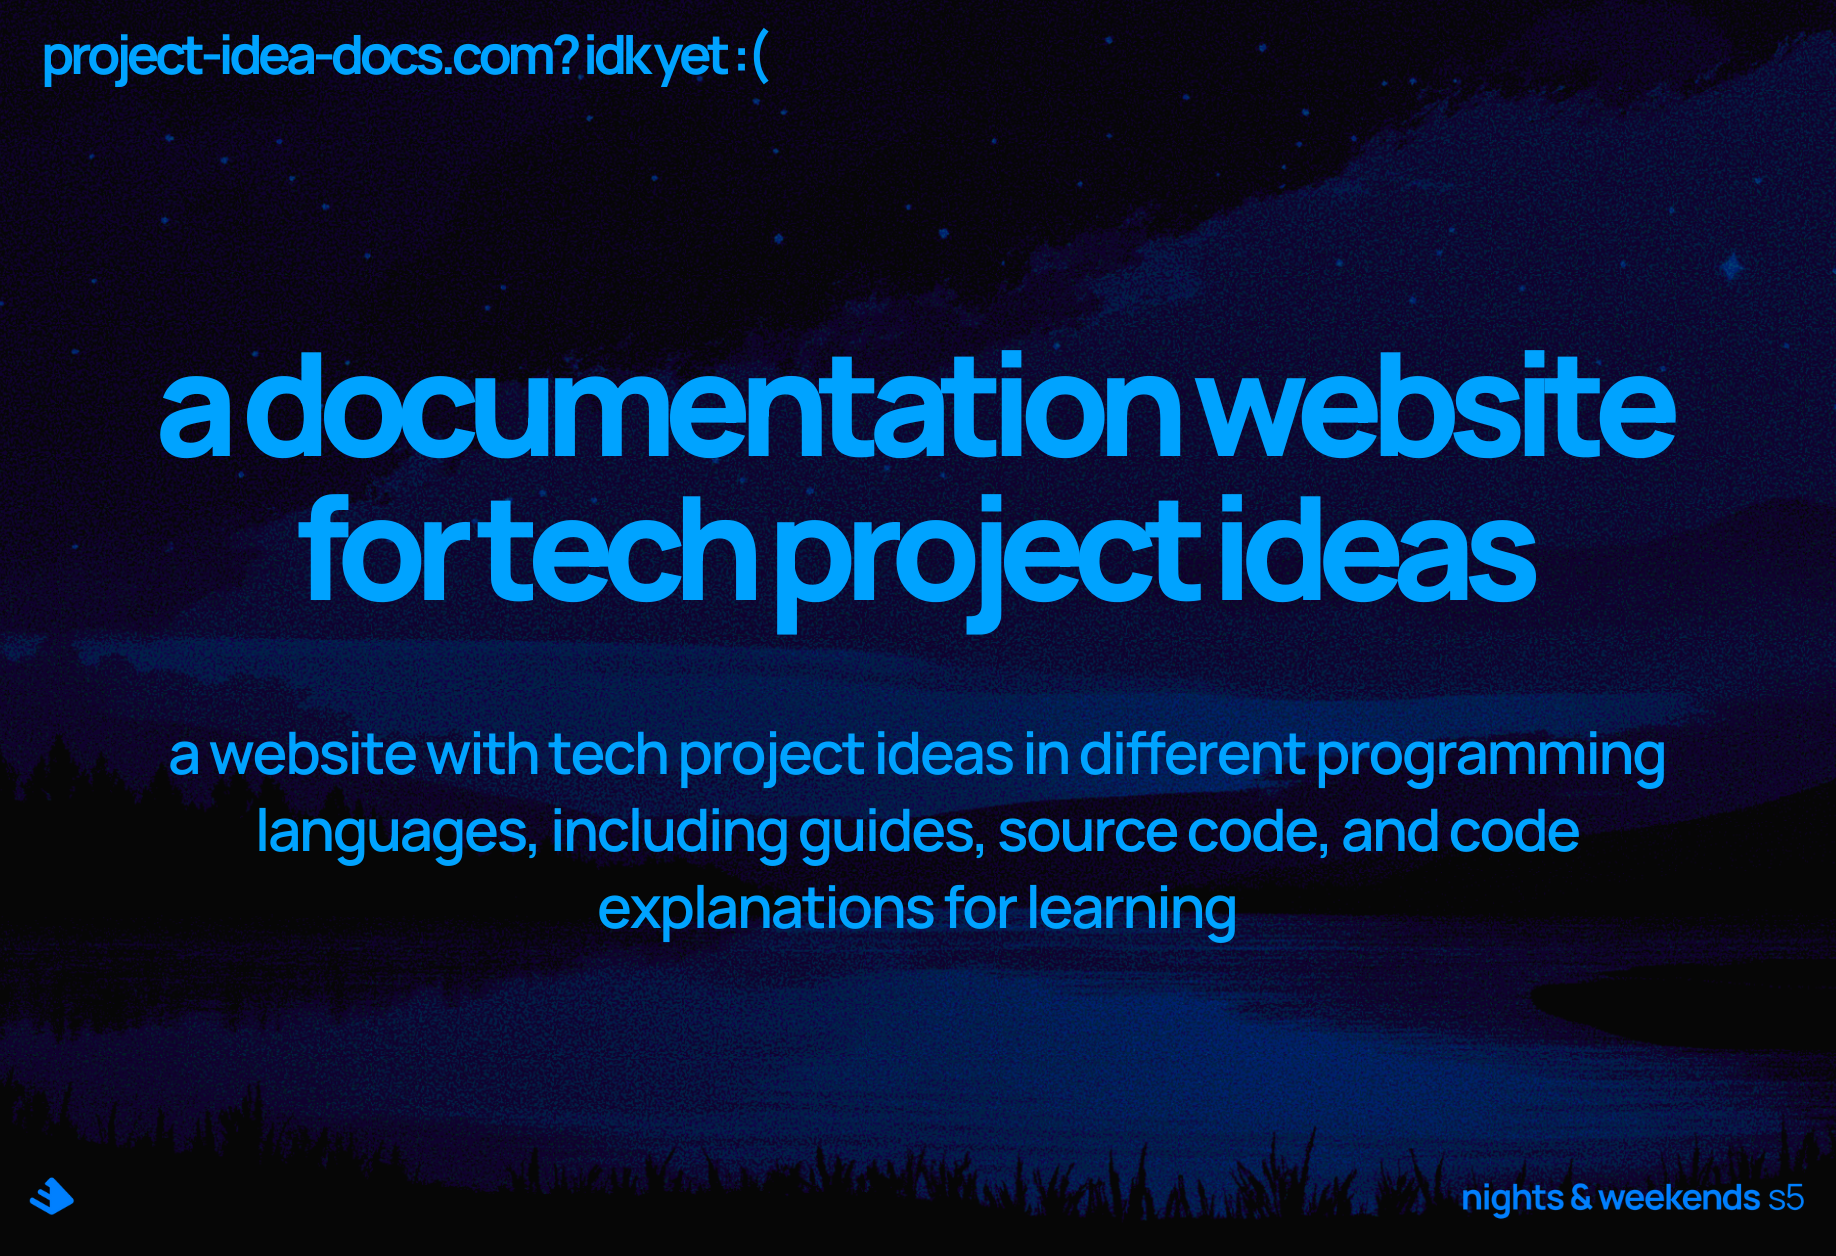 project-idea-docs.com? idk yet :(
a documentation website
for tech project ideas
a website with tech project ideas in different programming
languages, including guides, source code, and code
explanations for learning
nights & weekends s5